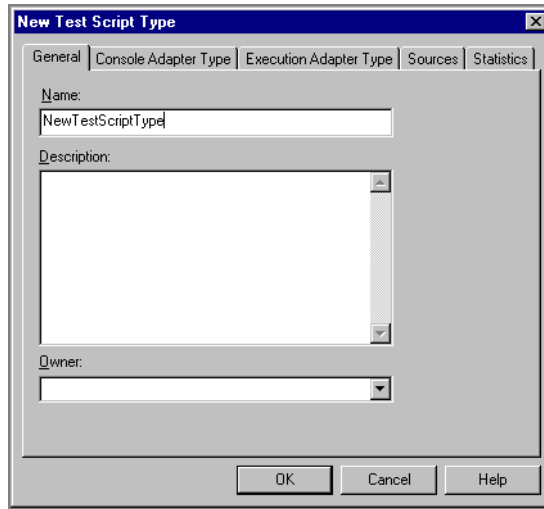 New Test Script Type
General Console Adapter Type Execution Adapter Type Sources Statistics
Name:
NewTestScriptType
Description:
Owner:
OK Cancel Help